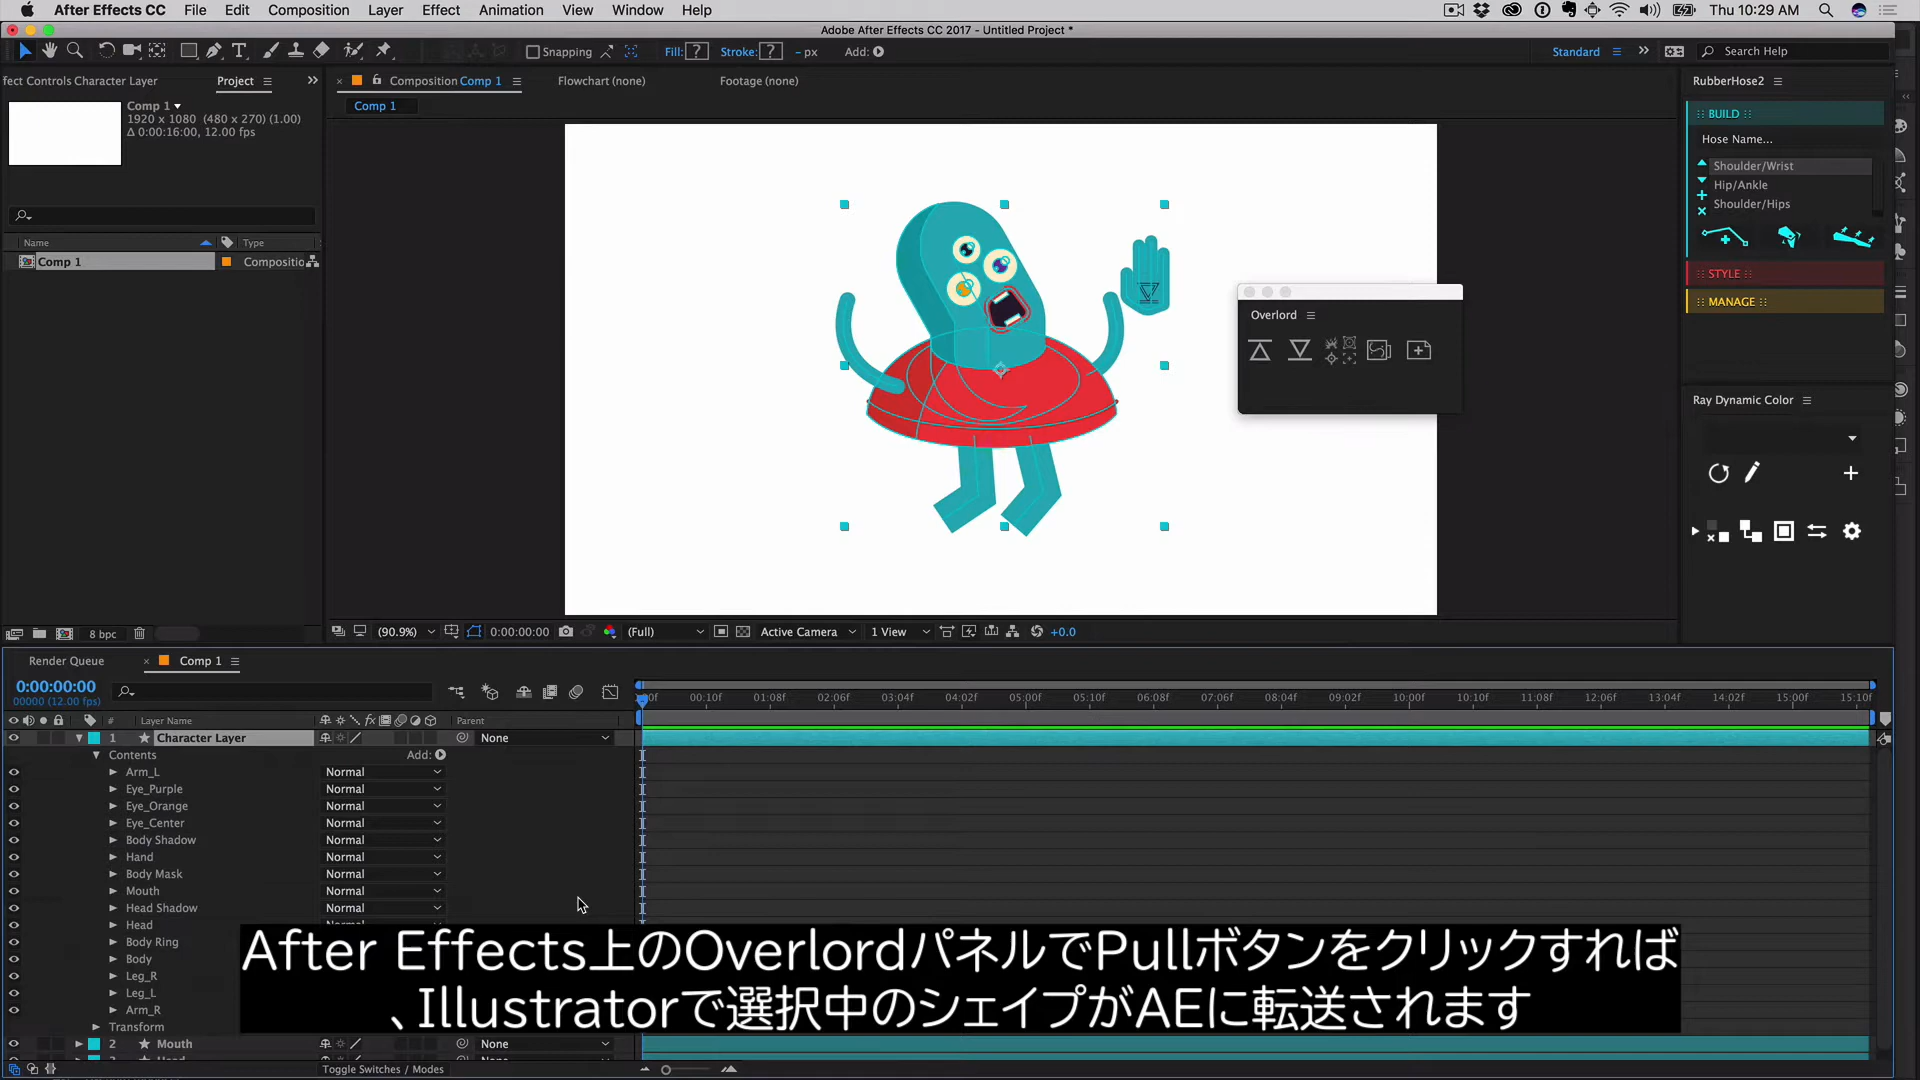 After Effects CC File Edit Composition Layer Effect Animation View Window Help Thu 10:29 AM
Adobe After Effects CC 2017 - Untitled Project *
Snapping Fill: ? Stroke: ? - px Add: Standard Search Help
fect Controls Character Layer Project
Composition Comp 1 Flowchart (none) Footage (none)
RubberHose2
Comp 1
1920 x 1080 (480 x 270) (1.00)
Δ 0:00:16:00, 12.00 fps
Comp 1
:: BUILD ::
Hose Name...
Shoulder/Wrist
Hip/Ankle
Shoulder/Hips
:: STYLE ::
:: MANAGE ::
Name Type
Comp 1 Compositio
Overlord
Ray Dynamic Color
8 bpc
(90.9%) 0:00:00:00 (Full) Active Camera 1 View +0.0
Render Queue Comp 1
0:00:00:00
00000 (12.00 fps)
00f 00:10f 01:08f 02:06f 03:04f 04:02f 05:00f 05:10f 06:08f 07:06f 08:04f 09:02f 10:00f 10:10f 11:08f 12:06f 13:04f 14:02f 15:00f 15:10f
# Layer Name Parent
1 Character Layer None
Contents Add:
Arm_L Normal
Eye_Purple Normal
Eye_Orange Normal
Eye_Center Normal
Body Shadow Normal
Hand Normal
Body Mask Normal
Mouth Normal
Head Shadow Normal
Head
Body Ring
Body
Leg_R
Leg_L
Arm_R
Transform
2 Mouth None
Toggle Switches / Modes
After Effects上のOverlordパネルでPullボタンをクリックすれば
、Illustratorで選択中のシェイプがAEに転送されます